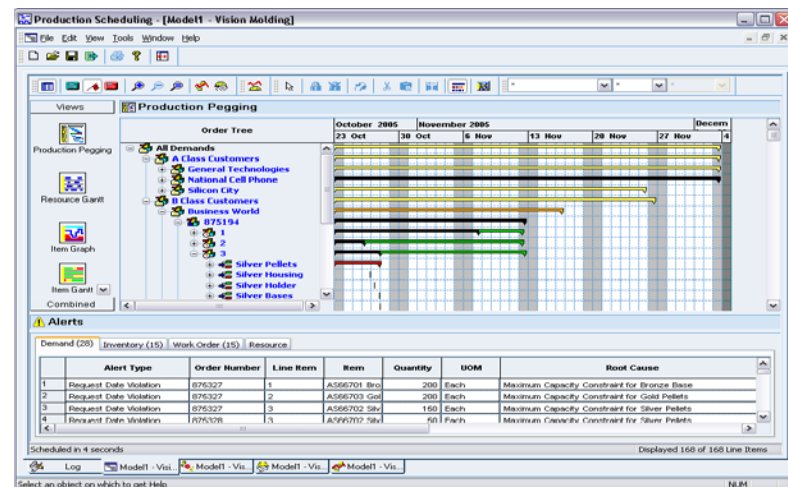 Production Scheduling - [Model1 - Vision Molding]
File Edit View Tools Window Help
Views
Production Pegging
Order Tree
October 2005 November 2005 Decem
23 Oct 30 Oct 6 Nov 13 Nov 20 Nov 27 Nov 4
Production Pegging
Resource Gantt
Item Graph
Item Gantt
Combined
All Demands
A Class Customers
General Technologies
National Cell Phone
Silicon City
B Class Customers
Business World
875194
1
2
3
Silver Pellets
Silver Housing
Silver Holder
Silver Bases
Alerts
Demand (28) Inventory (15) Work Order (15) Resource
Alert Type Order Number Line Item Item Quantity UOM Root Cause
1 Request Date Violation 875327 1 AS66701 Bro 200 Each Maximum Capacity Constraint for Bronze Base
2 Request Date Violation 875327 2 AS66703 Gol 200 Each Maximum Capacity Constraint for Gold Pellets
3 Request Date Violation 875327 3 AS66702 Silv 150 Each Maximum Capacity Constraint for Silver Pellets
4 Request Date Violation 875328 3 AS66702 Silv 50 Each Maximum Capacity Constraint for Silver Pellets
Scheduled in 4 seconds Displayed 168 of 168 Line Items
Log Model1 - Visi... Model1 - Vis... Model1 - Vis... Model1 - Vis...
Select an object on which to get Help NUM